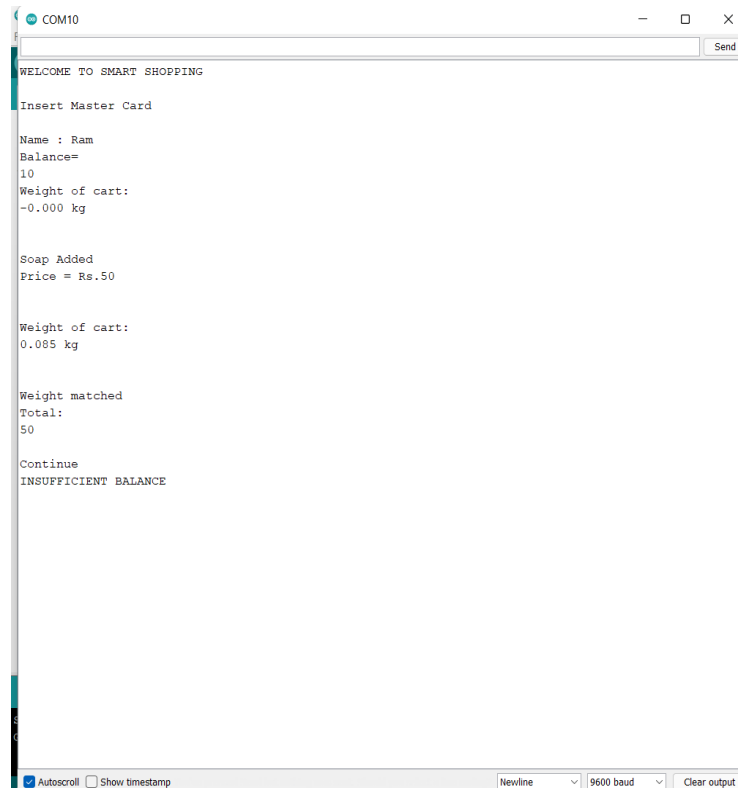 COM10
Send
WELCOME TO SMART SHOPPING
Insert Master Card
Name : Ram
Balance=
10
Weight of cart:
-0.000 kg
Soap Added
Price = Rs.50
Weight of cart:
0.085 kg
Weight matched
Total:
50
Continue
INSUFFICIENT BALANCE
Autoscroll Show timestamp Newline 9600 baud Clear output